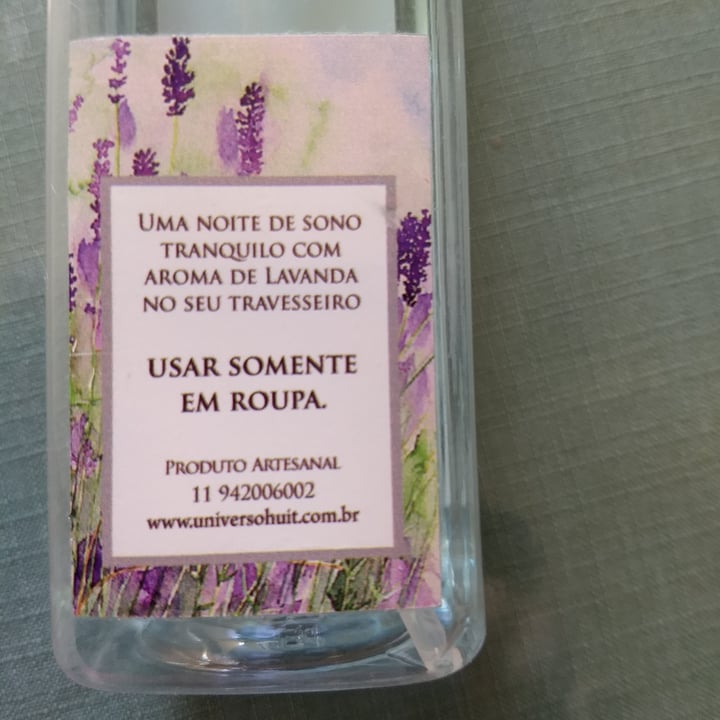 UMA NOITE DE SONO
TRANQUILO COM
AROMA DE LAVANDA
NO SEU TRAVESSEIRO
USAR SOMENTE
EM ROUPA.
PRODUTO ARTESANAL
11 942006002
www.universohuit.com.br